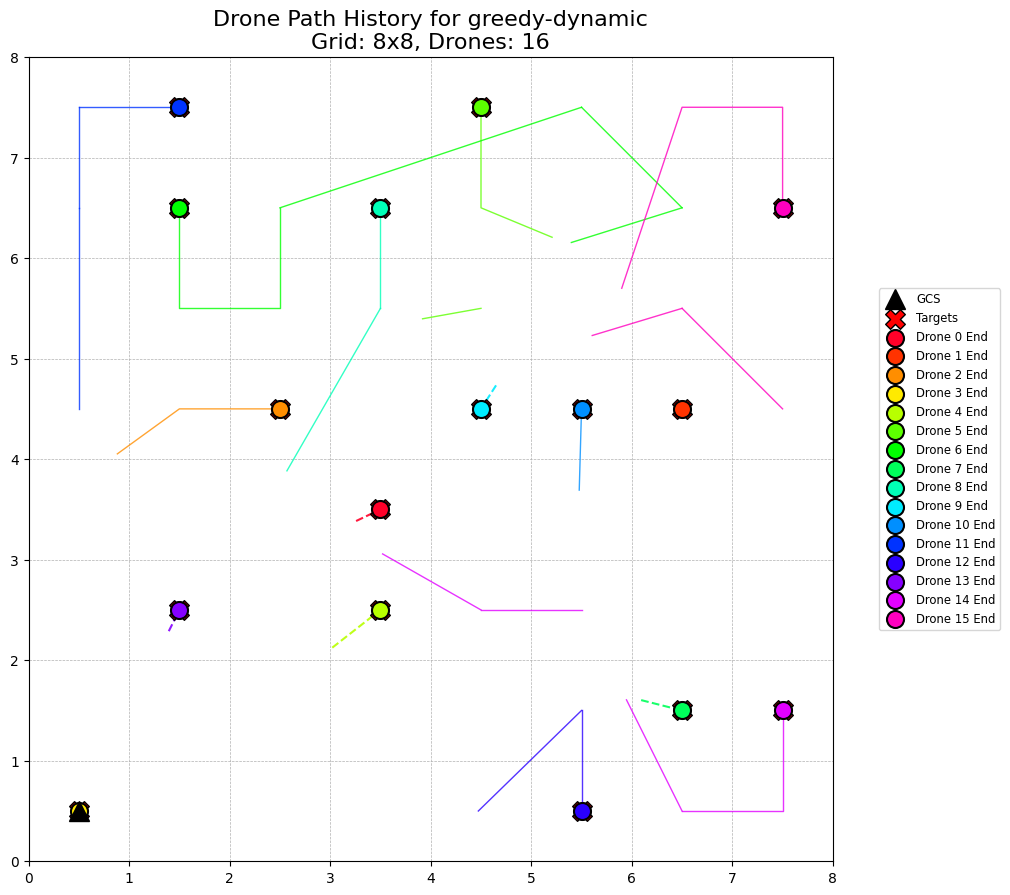 Drone Path History for greedy-dynamic
Grid: 8x8, Drones: 16
8
7
6
5
4
3
2
1
0
0 1 2 3 4 5 6 7 8
GCS
Targets
Drone 0 End
Drone 1 End
Drone 2 End
Drone 3 End
Drone 4 End
Drone 5 End
Drone 6 End
Drone 7 End
Drone 8 End
Drone 9 End
Drone 10 End
Drone 11 End
Drone 12 End
Drone 13 End
Drone 14 End
Drone 15 End